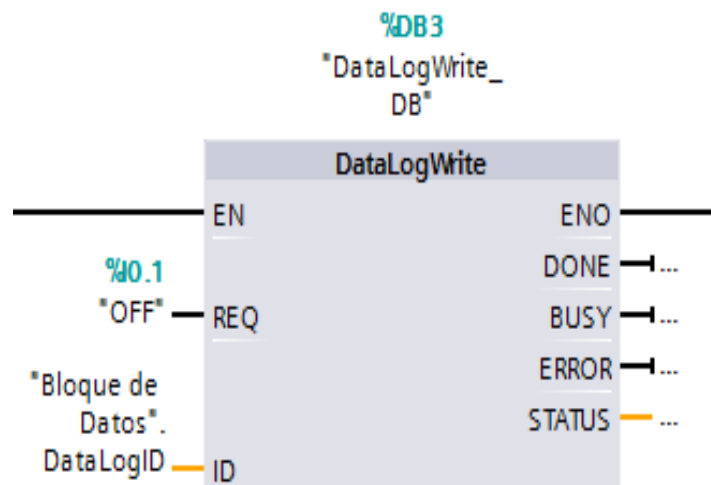 %DB3
"DataLogWrite_
DB"
DataLogWrite
EN
ENO
%I0.1
"OFF"
REQ
DONE
...
BUSY
...
ERROR
...
STATUS
...
"Bloque de
Datos".
DataLogID
ID